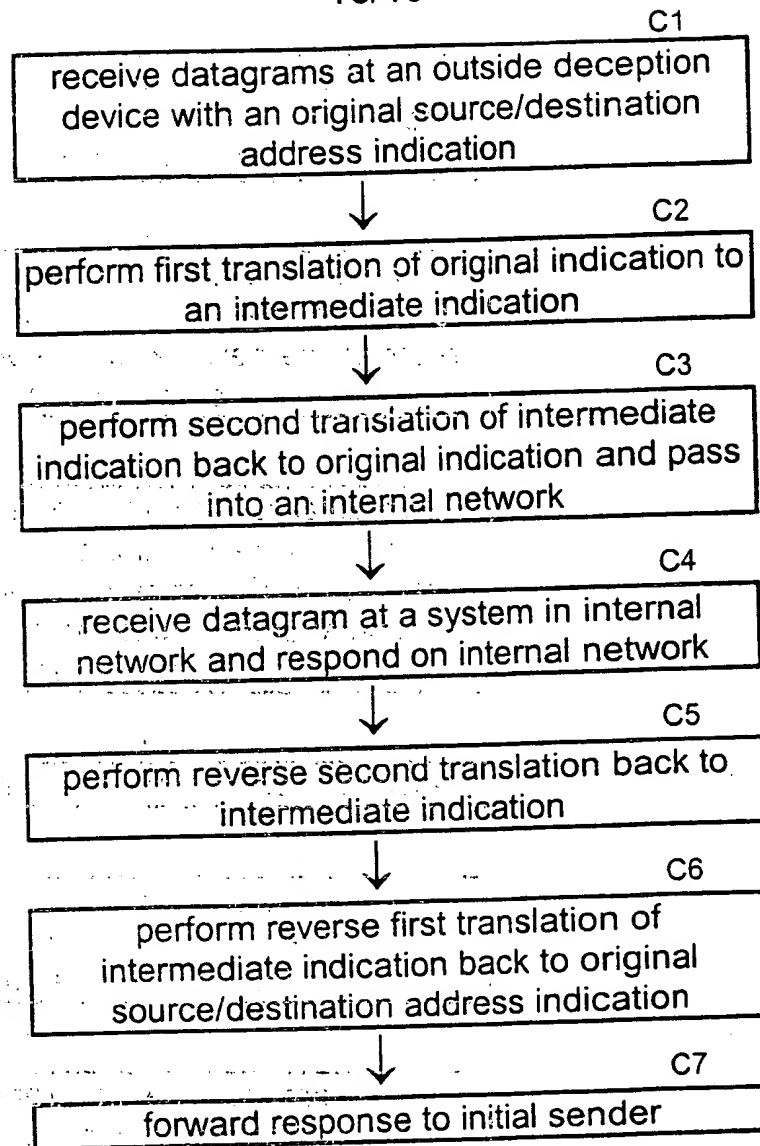 C1
receive datagrams at an outside deception
device with an original source/destination
address indication
C2
perform first translation of original indication to
an intermediate indication
C3
perform second translation of intermediate
indication back to original indication and pass
into an internal network
C4
receive datagram at a system in internal
network and respond on internal network
C5
perform reverse second translation back to
intermediate indication
C6
perform reverse first translation of
intermediate indication back to original
source/destination address indication
C7
forward response to initial sender